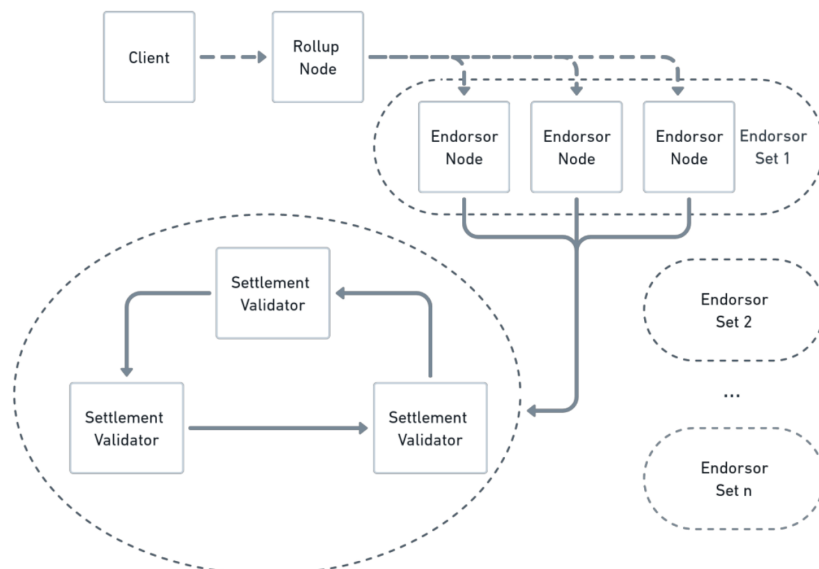 Client
Rollup
Node
Endorsor
Node
Endorsor
Node
Endorsor
Node
Endorsor
Set 1
Settlement
Validator
Endorsor
Set 2
Settlement
Validator
Settlement
Validator
...
Endorsor
Set n